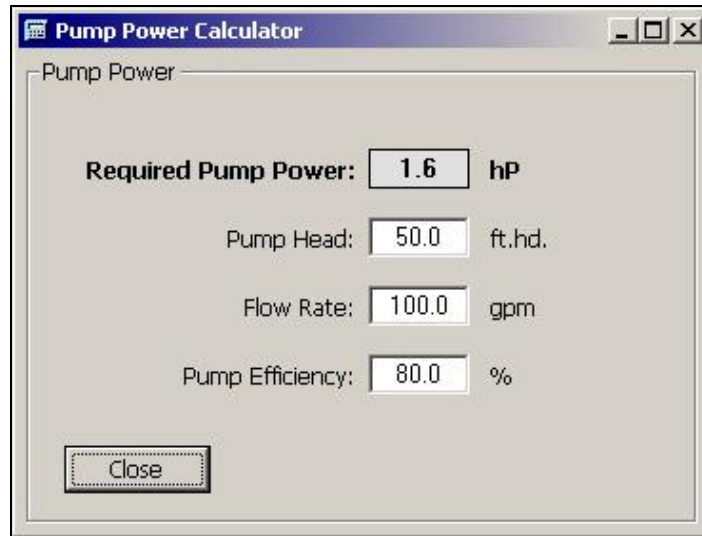 Pump Power Calculator
Pump Power
Required Pump Power: 1.6 hP
Pump Head: 50.0 ft.hd.
Flow Rate: 100.0 gpm
Pump Efficiency: 80.0 %
Close